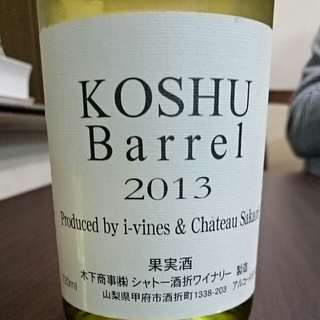 KOSHU
Barrel
2013
Produced by i-vines & Château
果実酒
木下商事㈱ シャトー酒折ワイナリー 製造
山梨県甲府市酒折町1338-203
720ml